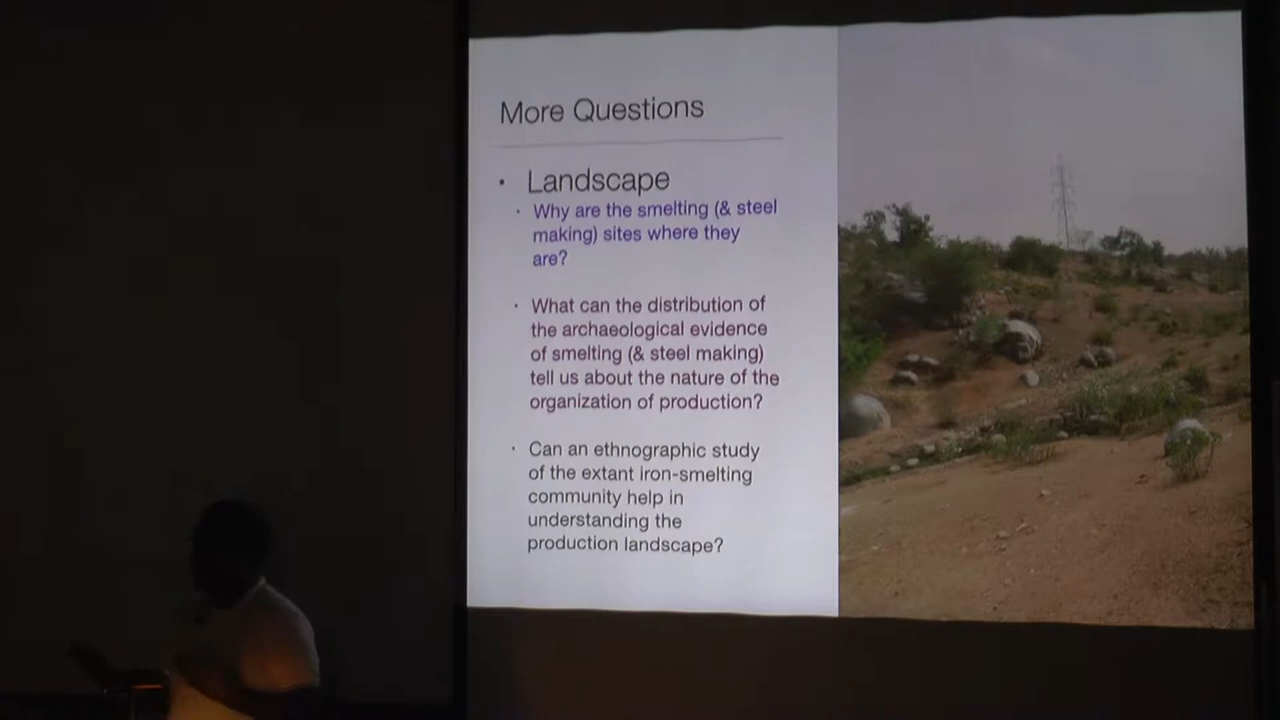 More Questions
• Landscape
• Why are the smelting (& steel
making) sites where they
are?
• What can the distribution of
the archaeological evidence
of smelting (& steel making)
tell us about the nature of the
organization of production?
• Can an ethnographic study
of the extant iron-smelting
community help in
understanding the
production landscape?